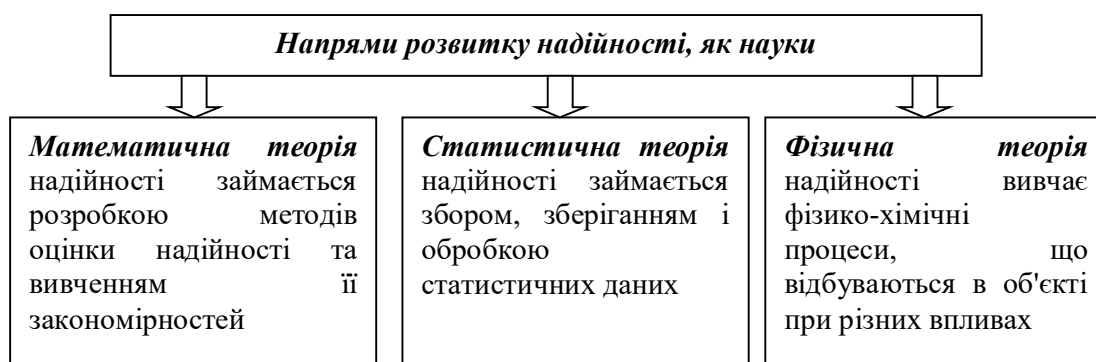 Напрями розвитку надійності, як науки
Математична теорія
надійності займається
розробкою методів
оцінки надійності та
вивченням її
закономірностей
Статистична теорія
надійності займається
збором, зберіганням і
обробкою
статистичних даних
Фізична теорія
надійності вивчає
фізико-хімічні
процеси, що
відбуваються в об'єкті
при різних впливах